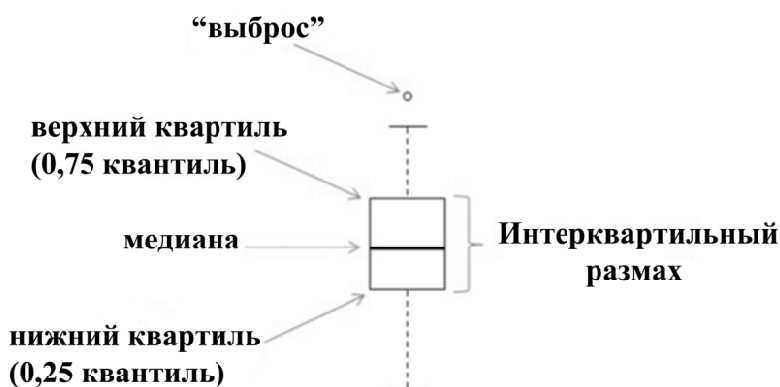 “выброс”
верхний квартиль
(0,75 квантиль)
медиана
Интерквартильный
размах
нижний квартиль
(0,25 квантиль)